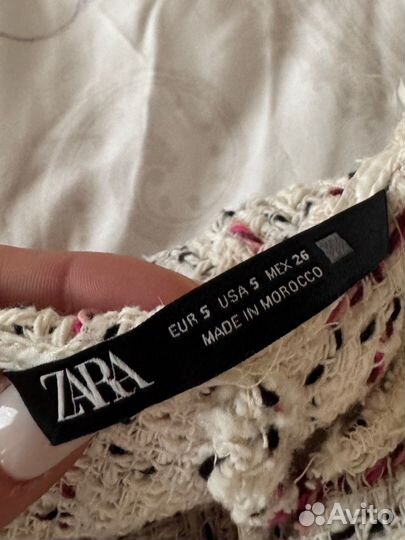 ZARA
EUR S USA S MEX 26
MADE IN MOROCCO
Avito